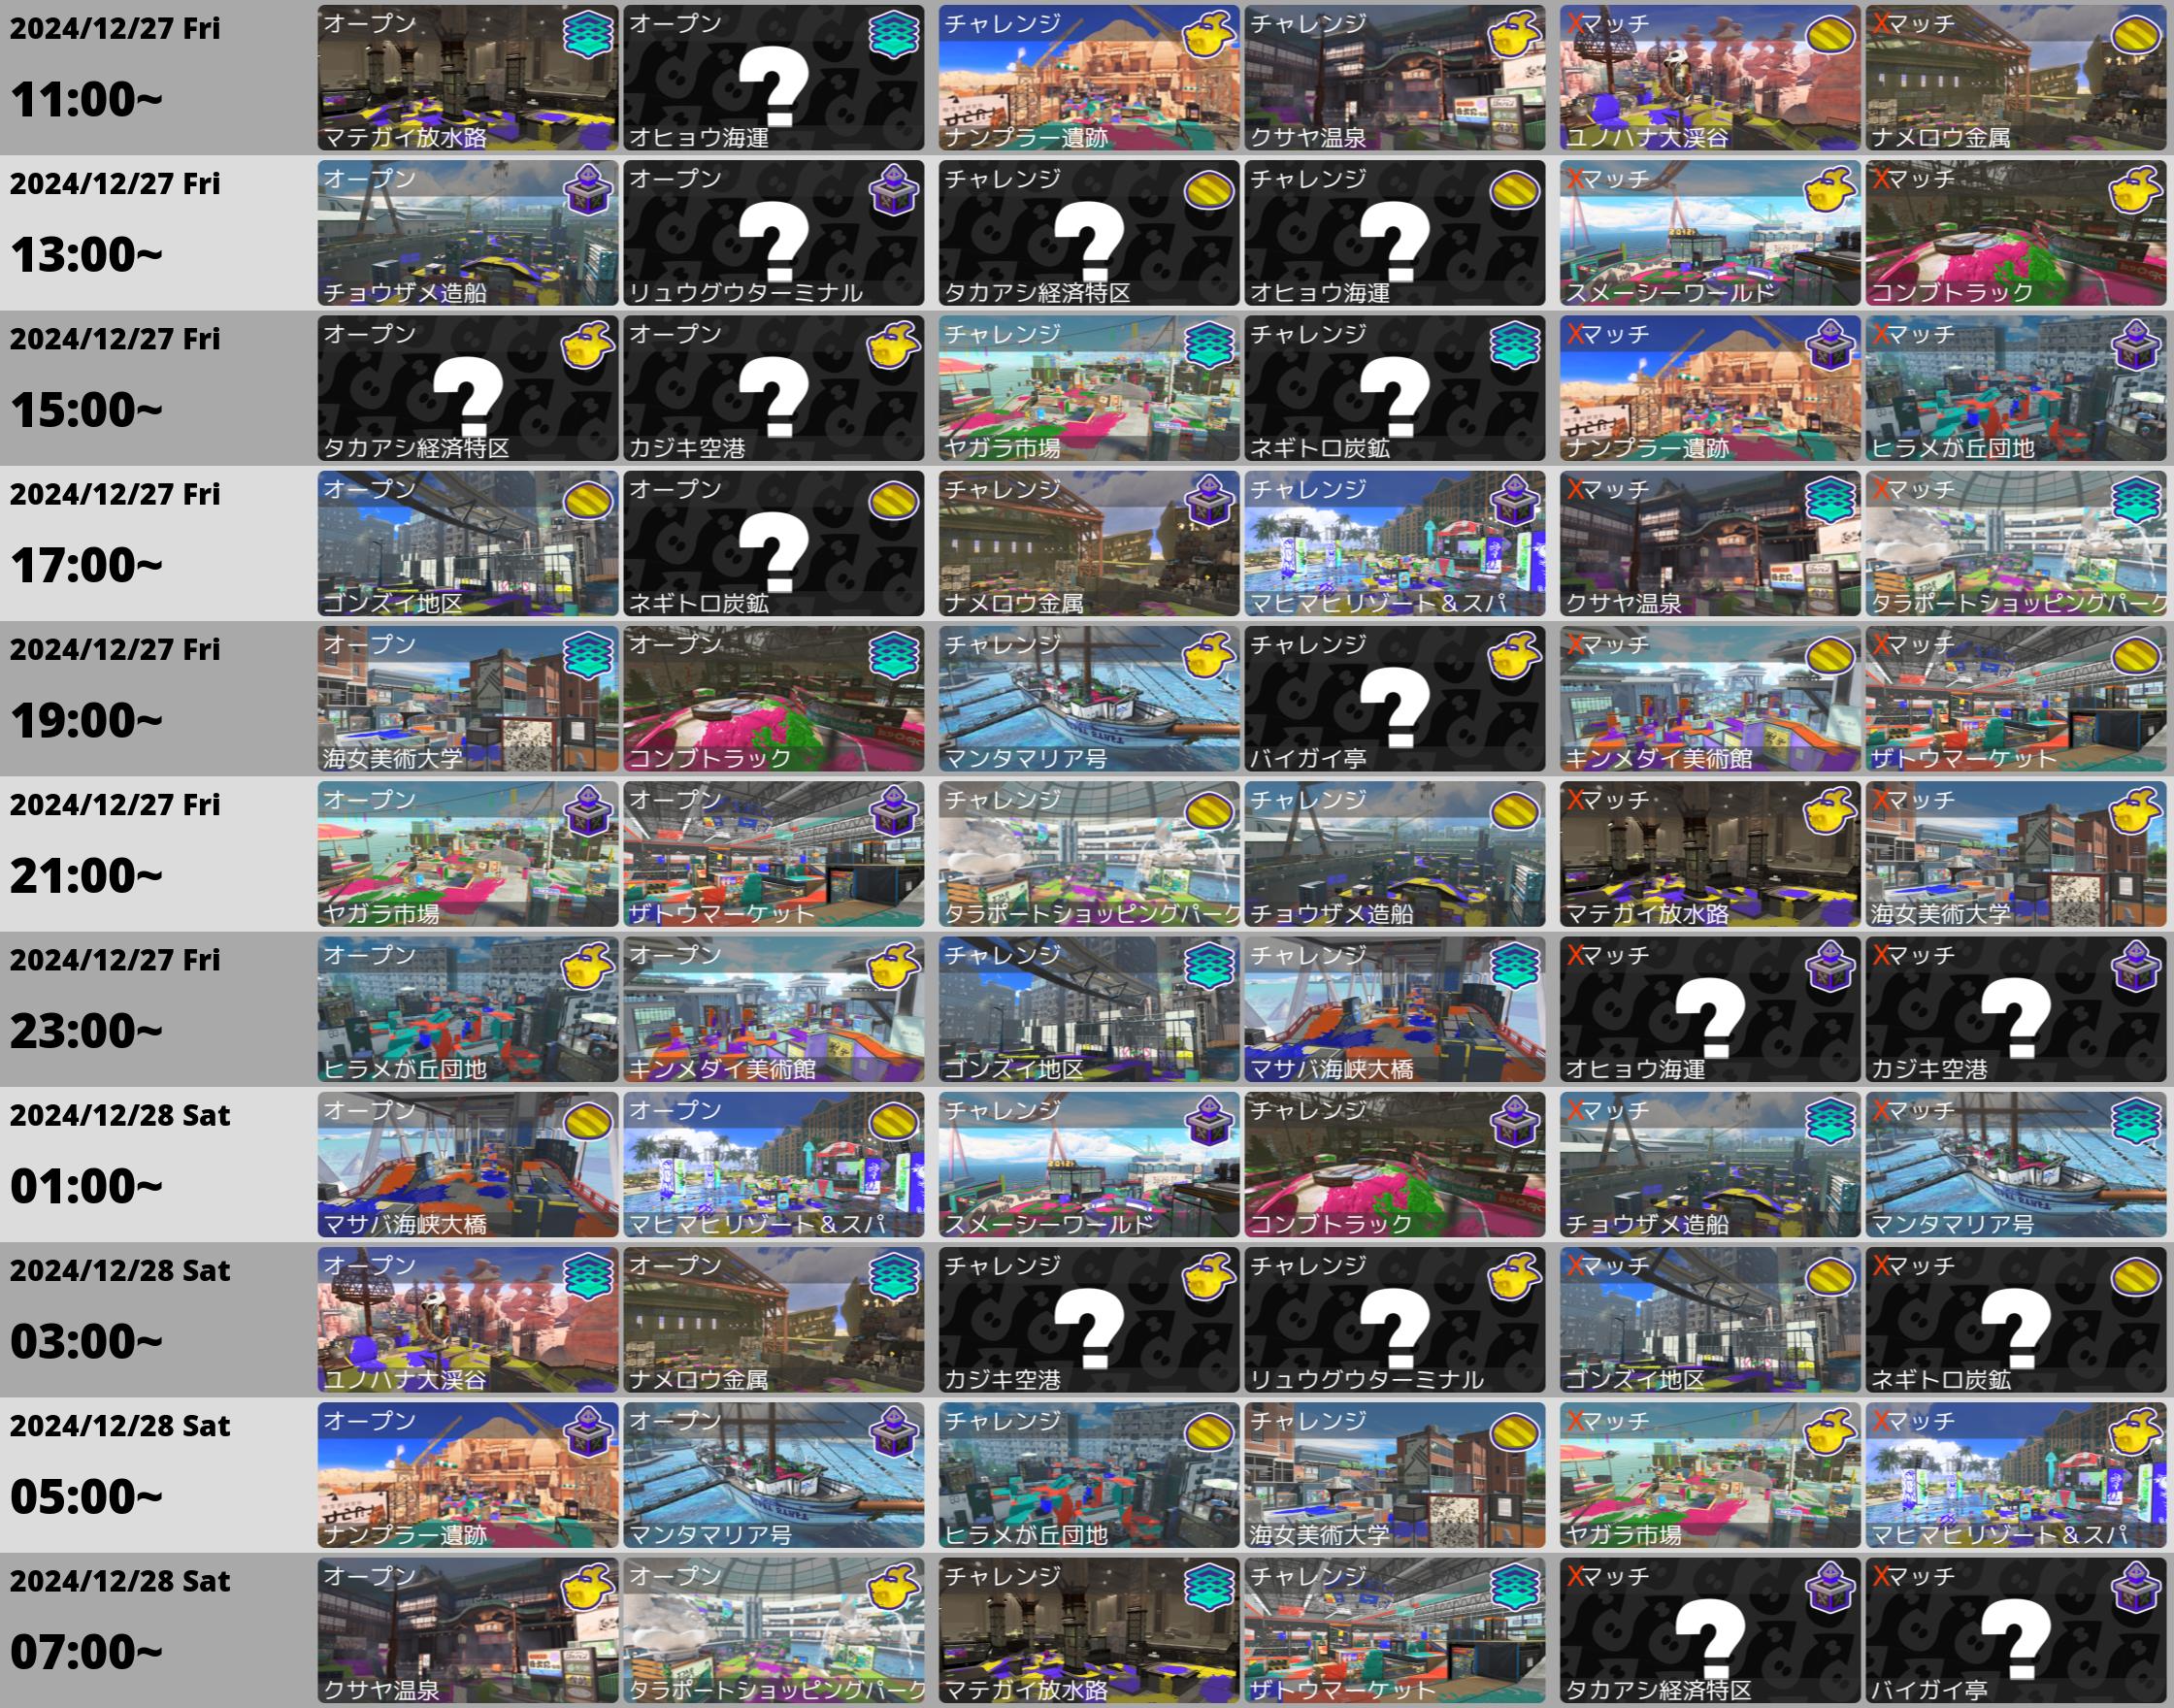 2024/12/27 Fri
11:00~
オープン
マテガイ放水路
オープン
オヒョウ海運
チャレンジ
ナンプラー遺跡
チャレンジ
クサヤ温泉
Xマッチ
ユノハナ大渓谷
Xマッチ
ナメロウ金属
2024/12/27 Fri
13:00~
オープン
チョウザメ造船
オープン
リュウグウターミナル
チャレンジ
タカアシ経済特区
チャレンジ
オヒョウ海運
Xマッチ
スメーシーワールド
Xマッチ
コンブトラック
2024/12/27 Fri
15:00~
オープン
タカアシ経済特区
オープン
カジキ空港
チャレンジ
ヤガラ市場
チャレンジ
ネギトロ炭鉱
Xマッチ
ナンプラー遺跡
Xマッチ
ヒラメが丘団地
2024/12/27 Fri
17:00~
オープン
ゴンズイ地区
オープン
ネギトロ炭鉱
チャレンジ
ナメロウ金属
チャレンジ
マヒマヒリゾート＆スパ
Xマッチ
クサヤ温泉
Xマッチ
タラポートショッピングパーク
2024/12/27 Fri
19:00~
オープン
海女美術大学
オープン
コンブトラック
チャレンジ
マンタマリア号
チャレンジ
バイガイ亭
Xマッチ
キンメダイ美術館
Xマッチ
ザトウマーケット
2024/12/27 Fri
21:00~
オープン
ヤガラ市場
オープン
ザトウマーケット
チャレンジ
タラポートショッピングパーク
チャレンジ
チョウザメ造船
Xマッチ
マテガイ放水路
Xマッチ
海女美術大学
2024/12/27 Fri
23:00~
オープン
ヒラメが丘団地
オープン
キンメダイ美術館
チャレンジ
ゴンズイ地区
チャレンジ
マサバ海峡大橋
Xマッチ
オヒョウ海運
Xマッチ
カジキ空港
2024/12/28 Sat
01:00~
オープン
マサバ海峡大橋
オープン
マヒマヒリゾート＆スパ
チャレンジ
スメーシーワールド
チャレンジ
コンブトラック
Xマッチ
チョウザメ造船
Xマッチ
マンタマリア号
2024/12/28 Sat
03:00~
オープン
ユノハナ大渓谷
オープン
ナメロウ金属
チャレンジ
カジキ空港
チャレンジ
リュウグウターミナル
Xマッチ
ゴンズイ地区
Xマッチ
ネギトロ炭鉱
2024/12/28 Sat
05:00~
オープン
ナンプラー遺跡
オープン
マンタマリア号
チャレンジ
ヒラメが丘団地
チャレンジ
海女美術大学
Xマッチ
ヤガラ市場
Xマッチ
マヒマヒリゾート＆スパ
2024/12/28 Sat
07:00~
オープン
クサヤ温泉
オープン
タラポートショッピングパーク
チャレンジ
マテガイ放水路
チャレンジ
ザトウマーケット
Xマッチ
タカアシ経済特区
Xマッチ
バイガイ亭